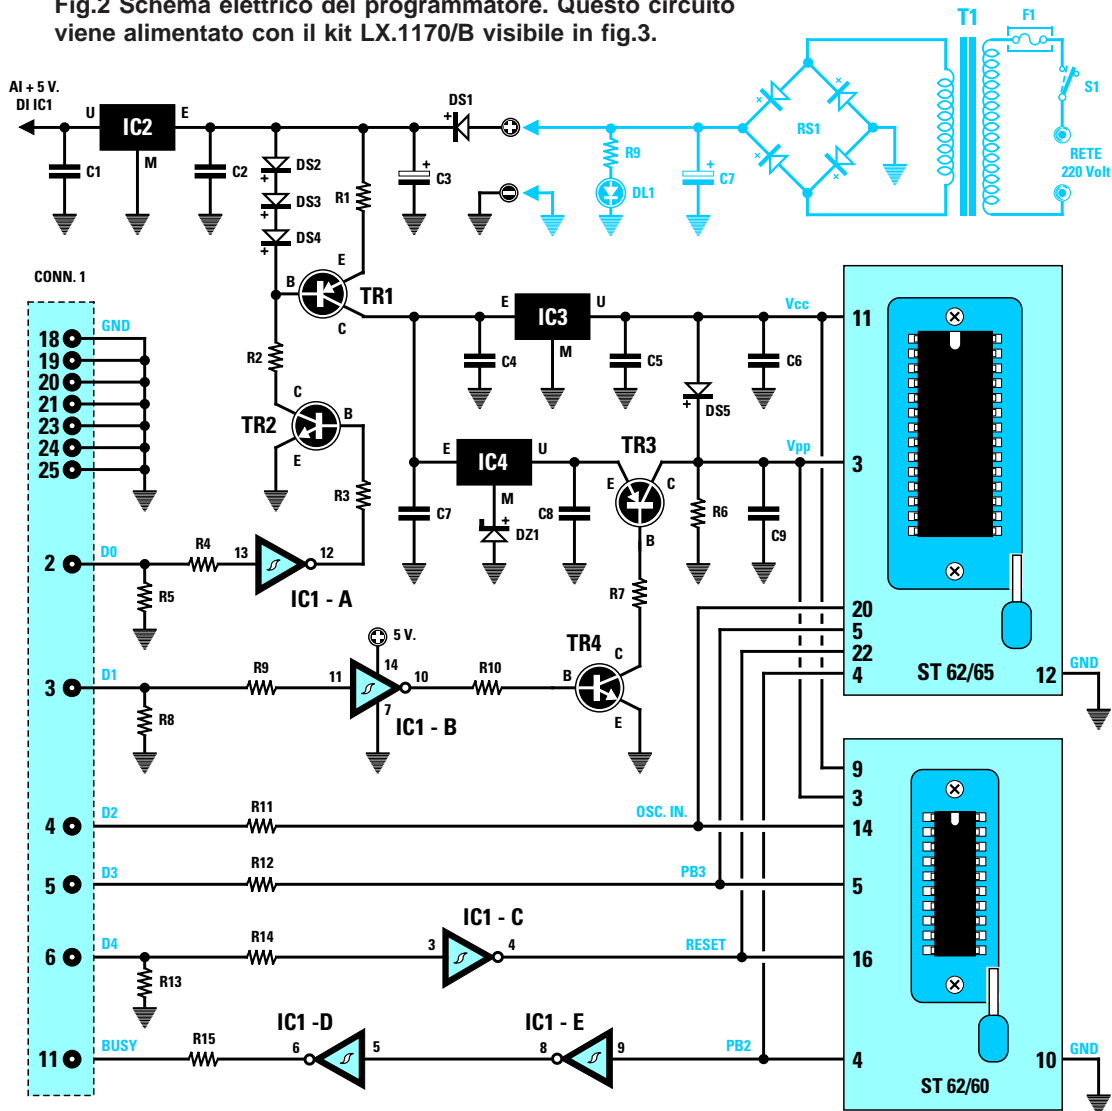 Fig.2 Schema elettrico del programmatore. Questo circuito
viene alimentato con il kit LX.1170/B visibile in fig.3.
T1
F1
S1
RETE
220 Volt
RS1
AI + 5 V.
DI IC1
U
IC2
E
M
C1
C2
DS1
+
DS2
+
DS3
+
DS4
+
R1
+
C3
R9
DL1
+
C7
E
B
TR1
C
CONN. 1
GND
18
19
20
21
23
24
25
R2
C
TR2
B
E
R3
E
IC3
U
M
C4
C5
C6
Vcc
11
DS5
+
E
IC4
U
M
TR3
E
C
B
Vpp
3
C7
DZ1
+
C8
R6
C9
R7
2
D0
R4
13
12
IC1 - A
R5
5 V.
3
D1
R9
11
14
10
7
IC1 - B
R8
R10
TR4
B
C
E
20
5
22
4
ST 62/65
12
GND
9
3
4
D2
R11
OSC. IN.
14
5
D3
R12
PB3
5
6
D4
R14
3
IC1 - C
4
RESET
16
R13
11
BUSY
R15
6
IC1 -D
5
8
IC1 - E
9
PB2
4
10
GND
ST 62/60